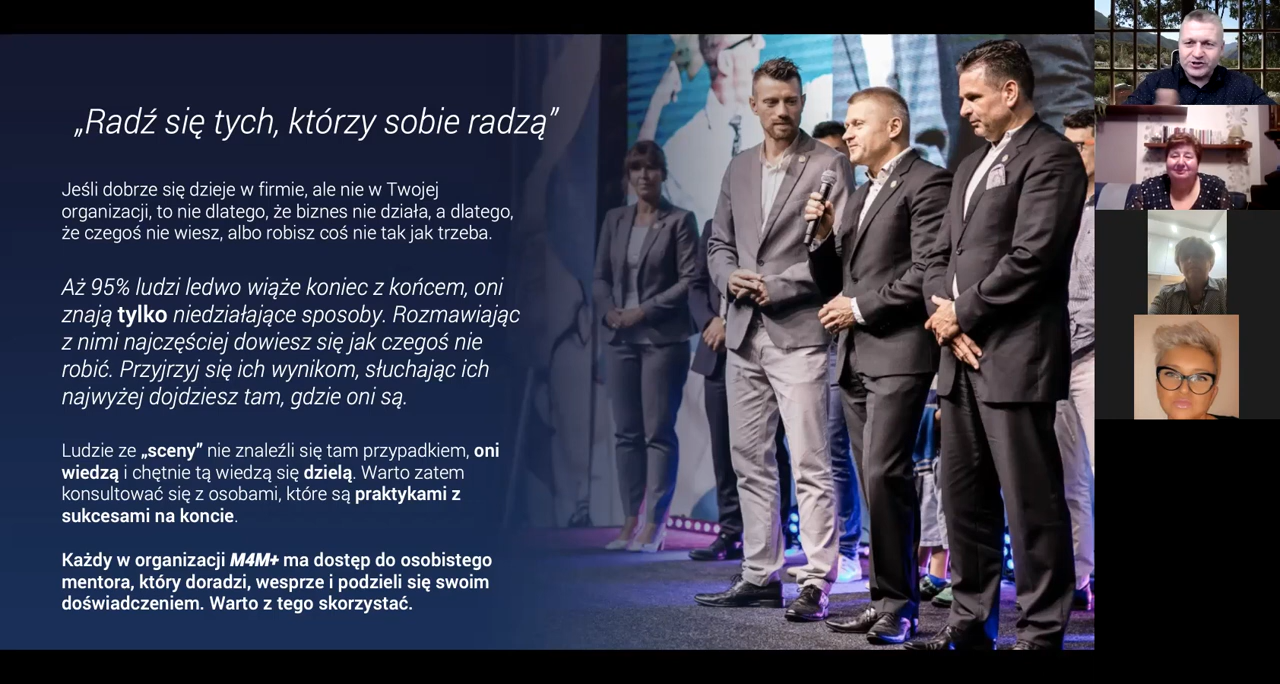 „Radź się tych, którzy sobie radzą”
Jeśli dobrze się dzieje w firmie, ale nie w Twojej
organizacji, to nie dlatego, że biznes nie działa, a dlatego,
że czegoś nie wiesz, albo robisz coś nie tak jak trzeba.
Aż 95% ludzi ledwo wiąże koniec z końcem, oni
znają tylko niedziałające sposoby. Rozmawiając
z nimi najczęściej dowiesz się jak czegoś nie
robić. Przyjrzyj się ich wynikom, słuchając ich
najwyżej dojdziesz tam, gdzie oni są.
Ludzie ze „sceny” nie znaleźli się tam przypadkiem, oni
wiedzą i chętnie tą wiedzą się dzielą. Warto zatem
konsultować się z osobami, które są praktykami z
sukcesami na koncie.
Każdy w organizacji M4M+ ma dostęp do osobistego
mentora, który doradzi, wesprze i podzieli się swoim
doświadczeniem. Warto z tego skorzystać.